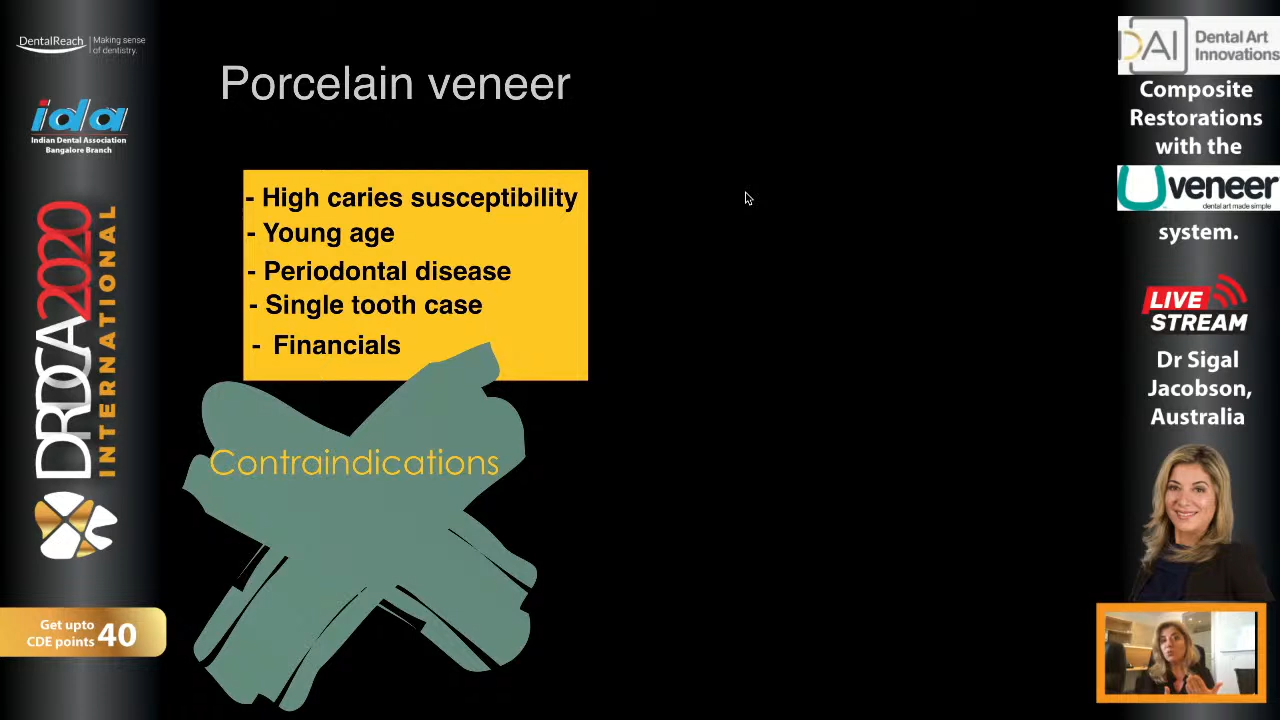 DentalReach
Making sense
of dentistry.
ida
Indian Dental Association
Bangalore Branch
DRDCA2020
INTERNATIONAL
Get upto
CDE points 40
Porcelain veneer
- High caries susceptibility
- Young age
- Periodontal disease
- Single tooth case
- Financials
Contraindications
DAI
Dental Art
Innovations
Composite
Restorations
with the
Uveneer
dental art made simple
system.
LIVE
STREAM
Dr Sigal
Jacobson,
Australia